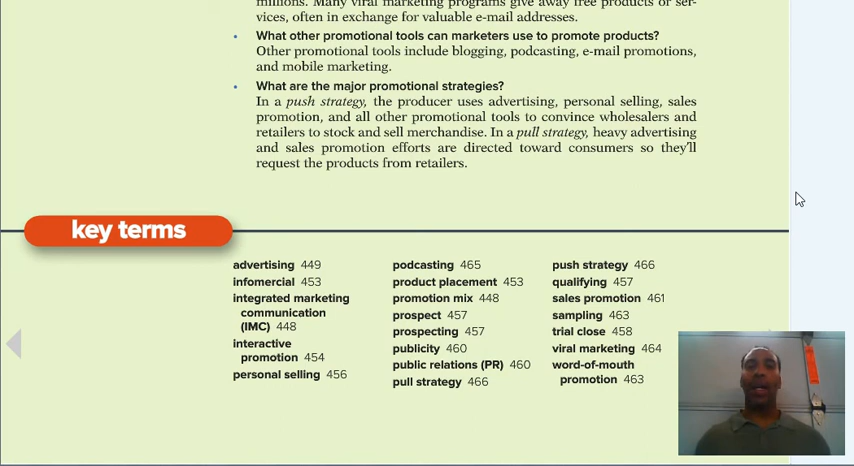 millions. Many viral marketing programs give away free products or ser-
vices, often in exchange for valuable e-mail addresses.
• What other promotional tools can marketers use to promote products?
Other promotional tools include blogging, podcasting, e-mail promotions,
and mobile marketing.
• What are the major promotional strategies?
In a push strategy, the producer uses advertising, personal selling, sales
promotion, and all other promotional tools to convince wholesalers and
retailers to stock and sell merchandise. In a pull strategy, heavy advertising
and sales promotion efforts are directed toward consumers so they'll
request the products from retailers.
key terms
advertising 449
infomercial 453
integrated marketing
communication
(IMC) 448
interactive
promotion 454
personal selling 456
podcasting 465
product placement 453
promotion mix 448
prospect 457
prospecting 457
publicity 460
public relations (PR) 460
pull strategy 466
push strategy 466
qualifying 457
sales promotion 461
sampling 463
trial close 458
viral marketing 464
word-of-mouth
promotion 463